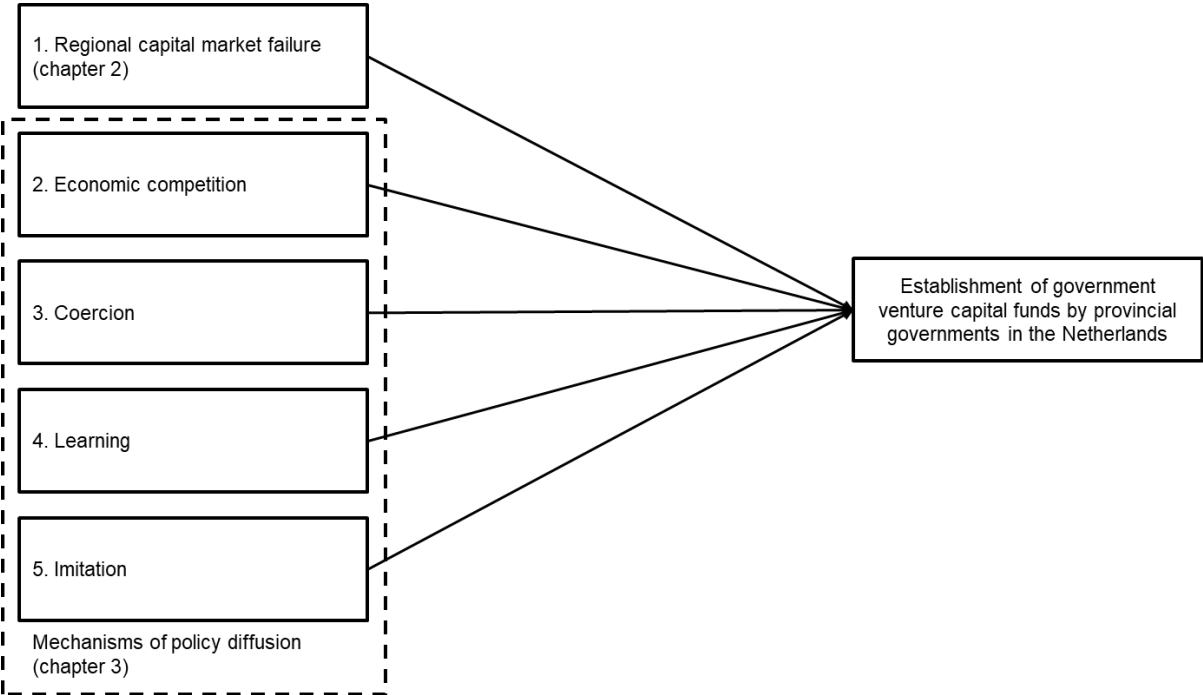 1. Regional capital market failure
(chapter 2)
2. Economic competition
3. Coercion
4. Learning
5. Imitation
Mechanisms of policy diffusion
(chapter 3)
Establishment of government
venture capital funds by provincial
governments in the Netherlands